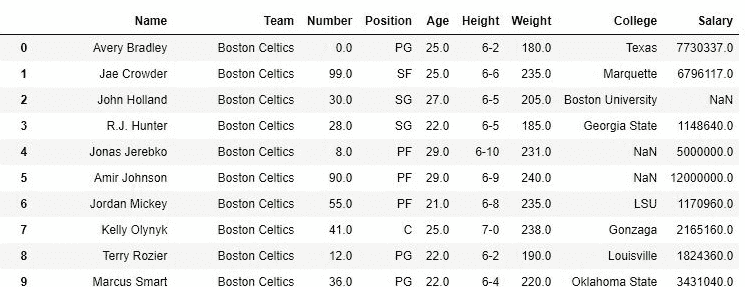 Name Team Number Position Age Height Weight College Salary
0 Avery Bradley Boston Celtics 0.0 PG 25.0 6-2 180.0 Texas 7730337.0
1 Jae Crowder Boston Celtics 99.0 SF 25.0 6-6 235.0 Marquette 6796117.0
2 John Holland Boston Celtics 30.0 SG 27.0 6-5 205.0 Boston University NaN
3 R.J. Hunter Boston Celtics 28.0 SG 22.0 6-5 185.0 Georgia State 1148640.0
4 Jonas Jerebko Boston Celtics 8.0 PF 29.0 6-10 231.0 NaN 5000000.0
5 Amir Johnson Boston Celtics 90.0 PF 29.0 6-9 240.0 NaN 12000000.0
6 Jordan Mickey Boston Celtics 55.0 PF 21.0 6-8 235.0 LSU 1170960.0
7 Kelly Olynyk Boston Celtics 41.0 C 25.0 7-0 238.0 Gonzaga 2165160.0
8 Terry Rozier Boston Celtics 12.0 PG 22.0 6-2 190.0 Louisville 1824360.0
9 Marcus Smart Boston Celtics 36.0 PG 22.0 6-4 220.0 Oklahoma State 3431040.0